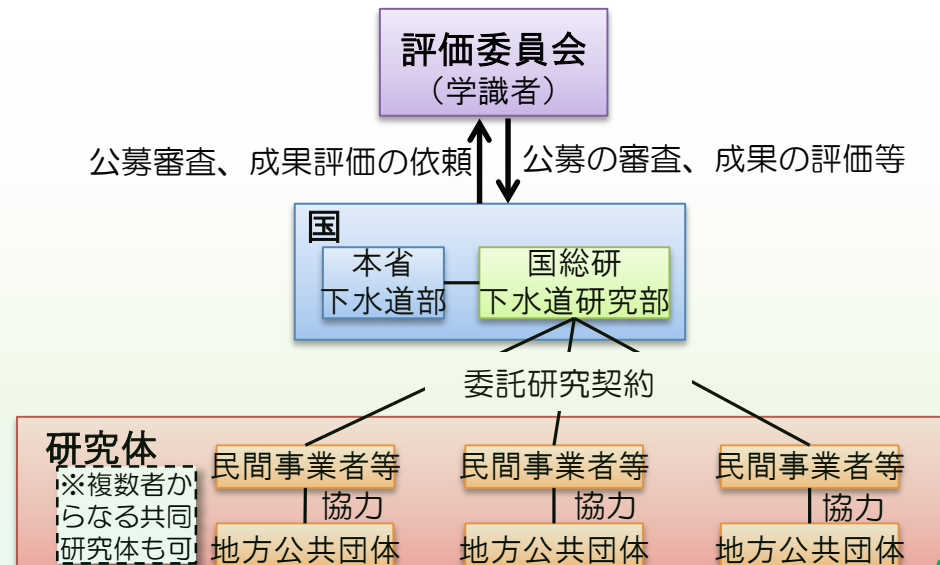 評価委員会
（学識者）
公募審査、成果評価の依頼
公募の審査、成果の評価等
国
本省
下水道部
国総研
下水道研究部
委託研究契約
研究体
※複数者か
らなる共同
研究体も可
民間事業者等
協力
地方公共団体
民間事業者等
協力
地方公共団体
民間事業者等
協力
地方公共団体